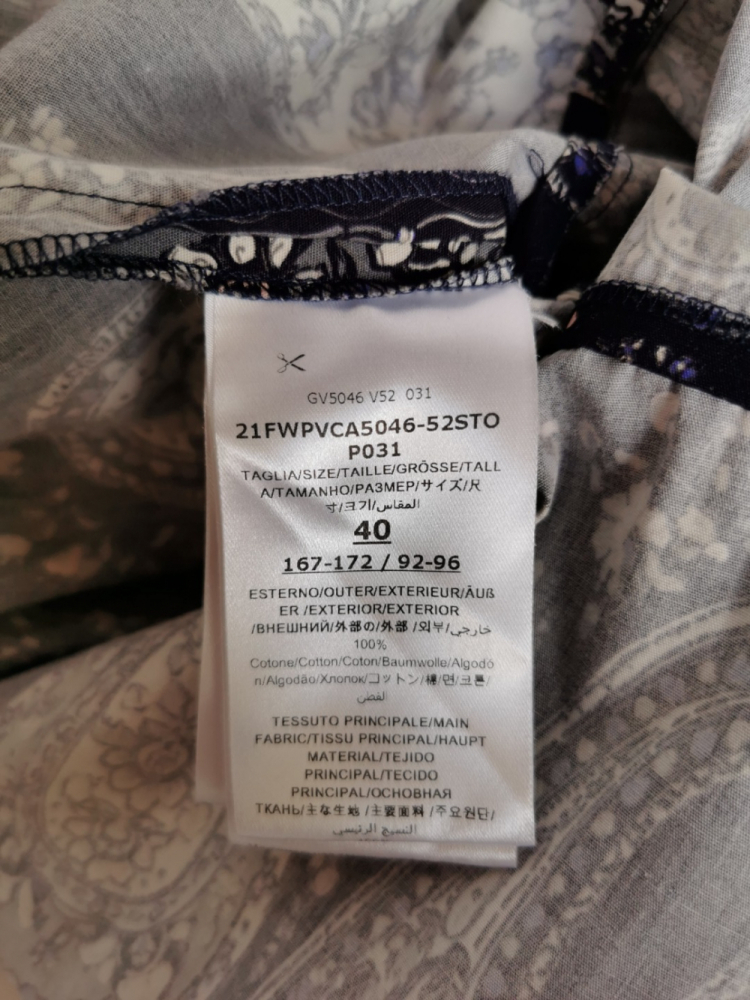 GV5046 V52 031
21FWPVCA5046-52STO
P031
TAGLIA/SIZE/TAILLE/GRÖSSE/TALL
A/TAMANHO/РАЗМЕР/サイズ/尺
寸/크기/المقاس
40
167-172 / 92-96
ESTERNO/OUTER/EXTERIEUR/ÄUß
ER /EXTERIOR/EXTERIOR
/ВНЕШНИЙ/外部の/外部 /외부/خارجي
100%
Cotone/Cotton/Coton/Baumwolle/Algodó
n/Algodão/Хлопок/コットン/棉/면/코튼/
القطن
TESSUTO PRINCIPALE/MAIN
FABRIC/TISSU PRINCIPAL/HAUPT
MATERIAL/TEJIDO
PRINCIPAL/TECIDO
PRINCIPAL/ОСНОВНАЯ
ТКАНЬ/主な生地 /主要面料 /주요원단/
النسيج الرئيسي